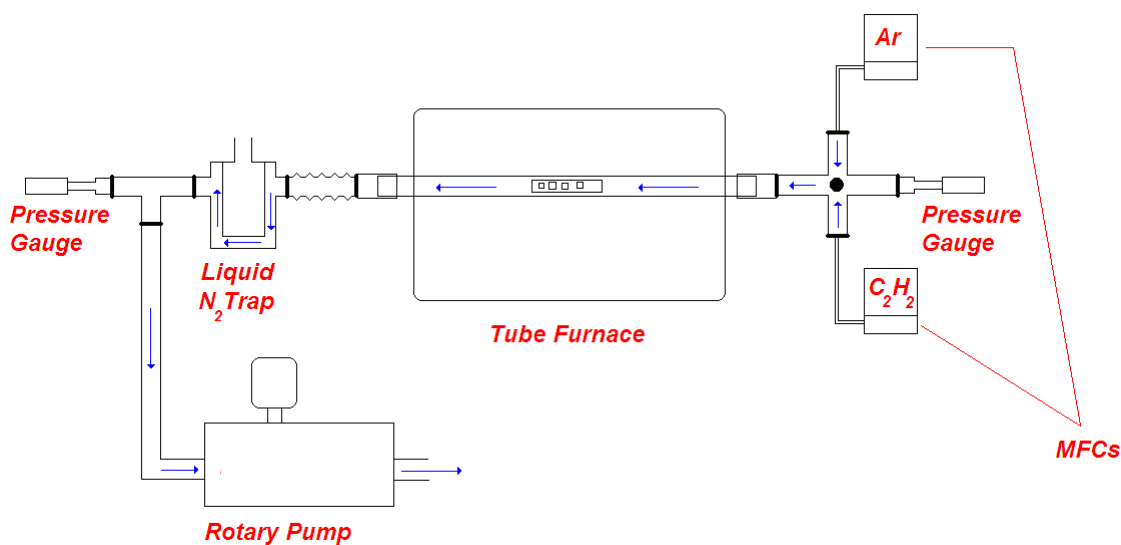 Ar
Pressure
Gauge
Pressure
Gauge
Liquid
N₂Trap
C₂H₂
Tube Furnace
MFCs
Rotary Pump